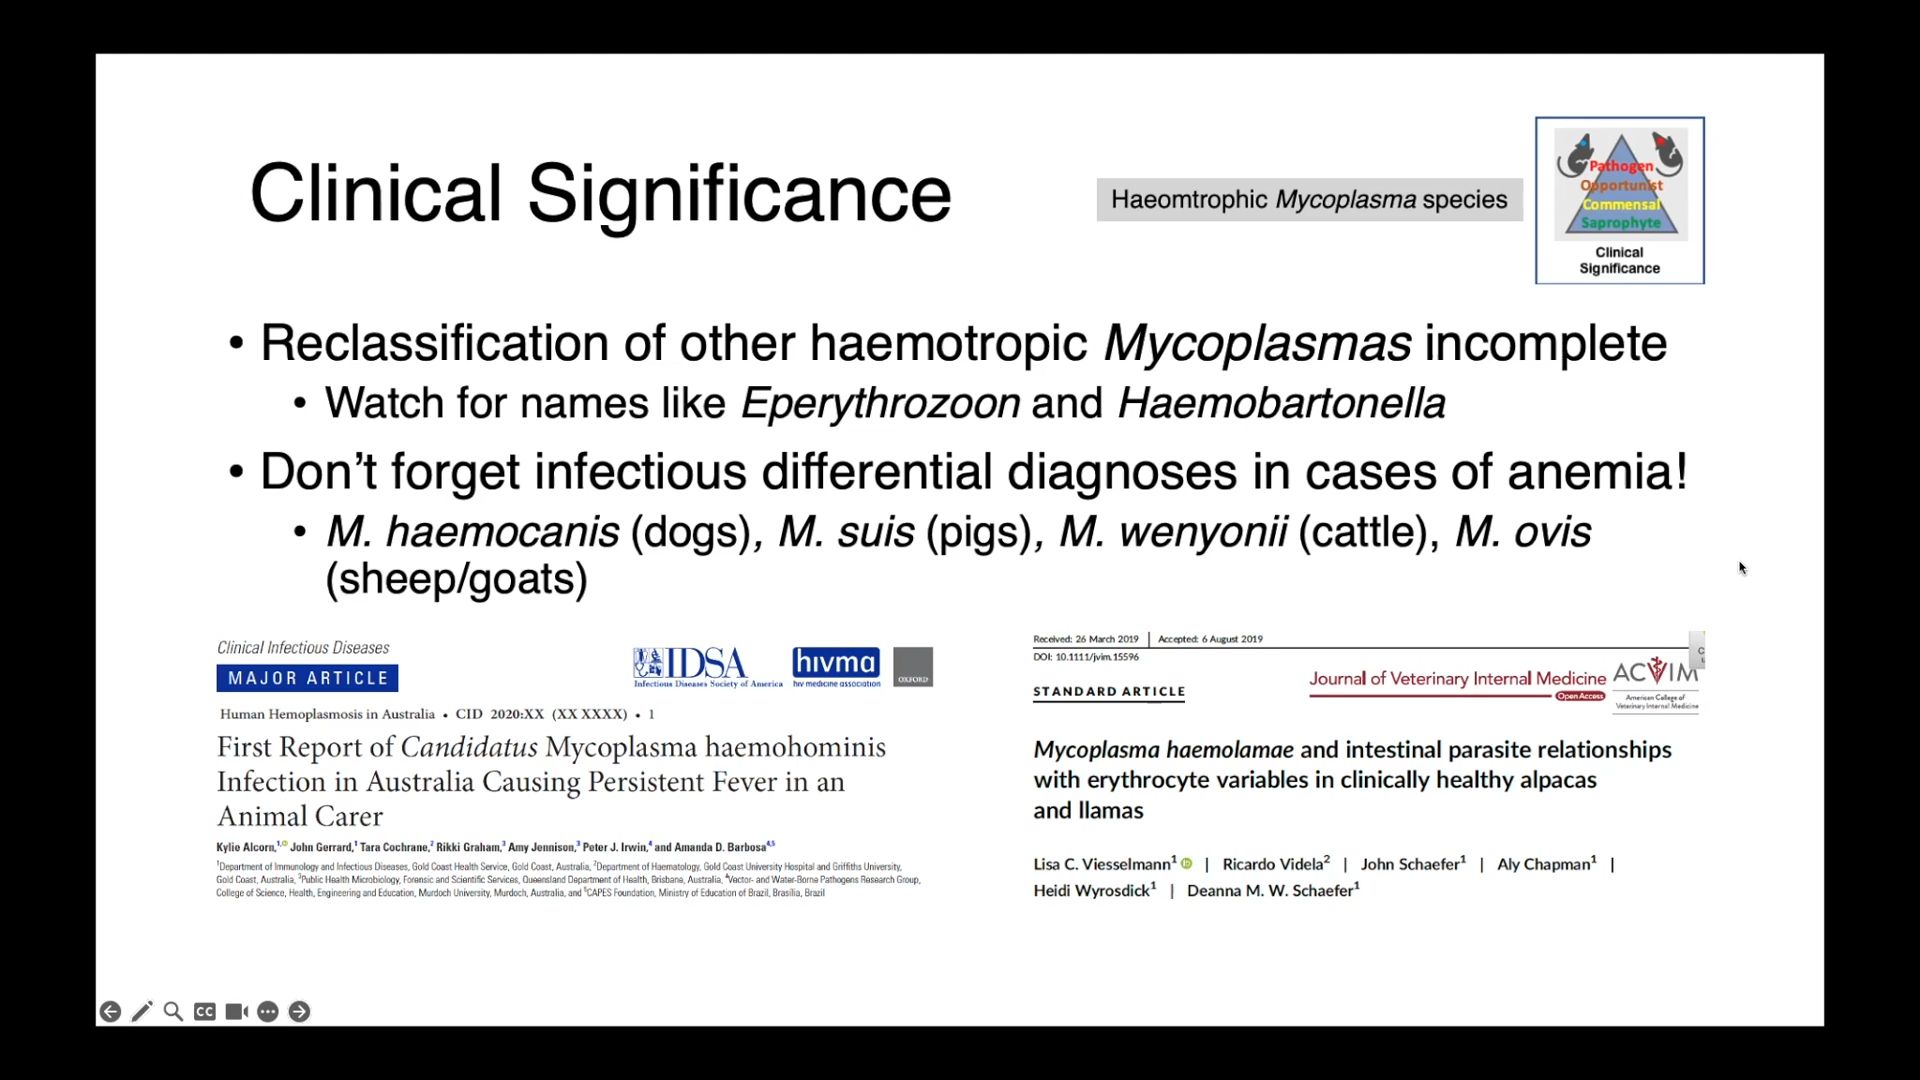 Clinical Significance
Haeomtrophic Mycoplasma species
Pathogen
Opportunist
Commensal
Saprophyte
Clinical
Significance
• Reclassification of other haemotropic Mycoplasmas incomplete
• Watch for names like Eperythrozoon and Haemobartonella
• Don't forget infectious differential diagnoses in cases of anemia!
• M. haemocanis (dogs), M. suis (pigs), M. wenyonii (cattle), M. ovis
(sheep/goats)
Clinical Infectious Diseases
MAJOR ARTICLE
IDSA
Infectious Diseases Society of America
hivma
hiv medicine association
OXFORD
Human Hemoplasmosis in Australia • CID 2020:XX (XX XXXX) • 1
First Report of Candidatus Mycoplasma haemohominis
Infection in Australia Causing Persistent Fever in an
Animal Carer
Kylie Alcorn,1 John Gerrard,1 Tara Cochrane,2 Rikki Graham,3 Amy Jennison,3 Peter J. Irwin,4 and Amanda D. Barbosa4,5
1Department of Immunology and Infectious Diseases, Gold Coast Health Service, Gold Coast, Australia, 2Department of Haematology, Gold Coast University Hospital and Griffiths University,
Gold Coast, Australia, 3Public Health Microbiology, Forensic and Scientific Services, Queensland Department of Health, Brisbane, Australia, 4Vector- and Water-Borne Pathogens Research Group,
College of Science, Health, Engineering and Education, Murdoch University, Murdoch, Australia, and 5CAPES Foundation, Ministry of Education of Brazil, Brasília, Brazil
Received: 26 March 2019 | Accepted: 6 August 2019
DOI: 10.1111/jvim.15596
STANDARD ARTICLE
Journal of Veterinary Internal Medicine
Open Access
ACVIM
American College of
Veterinary Internal Medicine
Mycoplasma haemolamae and intestinal parasite relationships
with erythrocyte variables in clinically healthy alpacas
and llamas
Lisa C. Viesselmann1 | Ricardo Videla2 | John Schaefer1 | Aly Chapman1 |
Heidi Wyrosdick1 | Deanna M. W. Schaefer1
CC